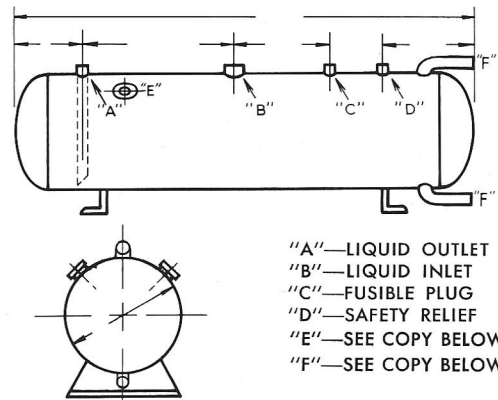 "F"
"E"
"A"
"B"
"C"
"D"
"F"
"A"—LIQUID OUTLET
"B"—LIQUID INLET
"C"—FUSIBLE PLUG
"D"—SAFETY RELIEF
"E"—SEE COPY BELOW
"F"—SEE COPY BELOW